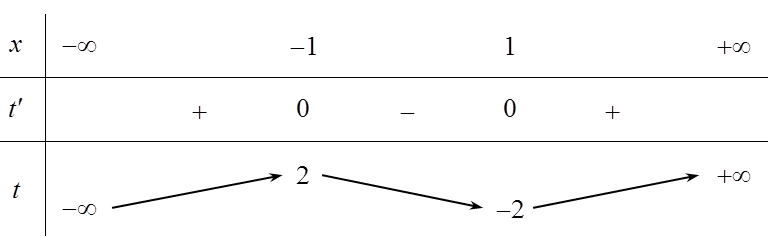 x −∞ −1 1 +∞
t′ + 0 − 0 +
2 +∞
t
−∞ −2